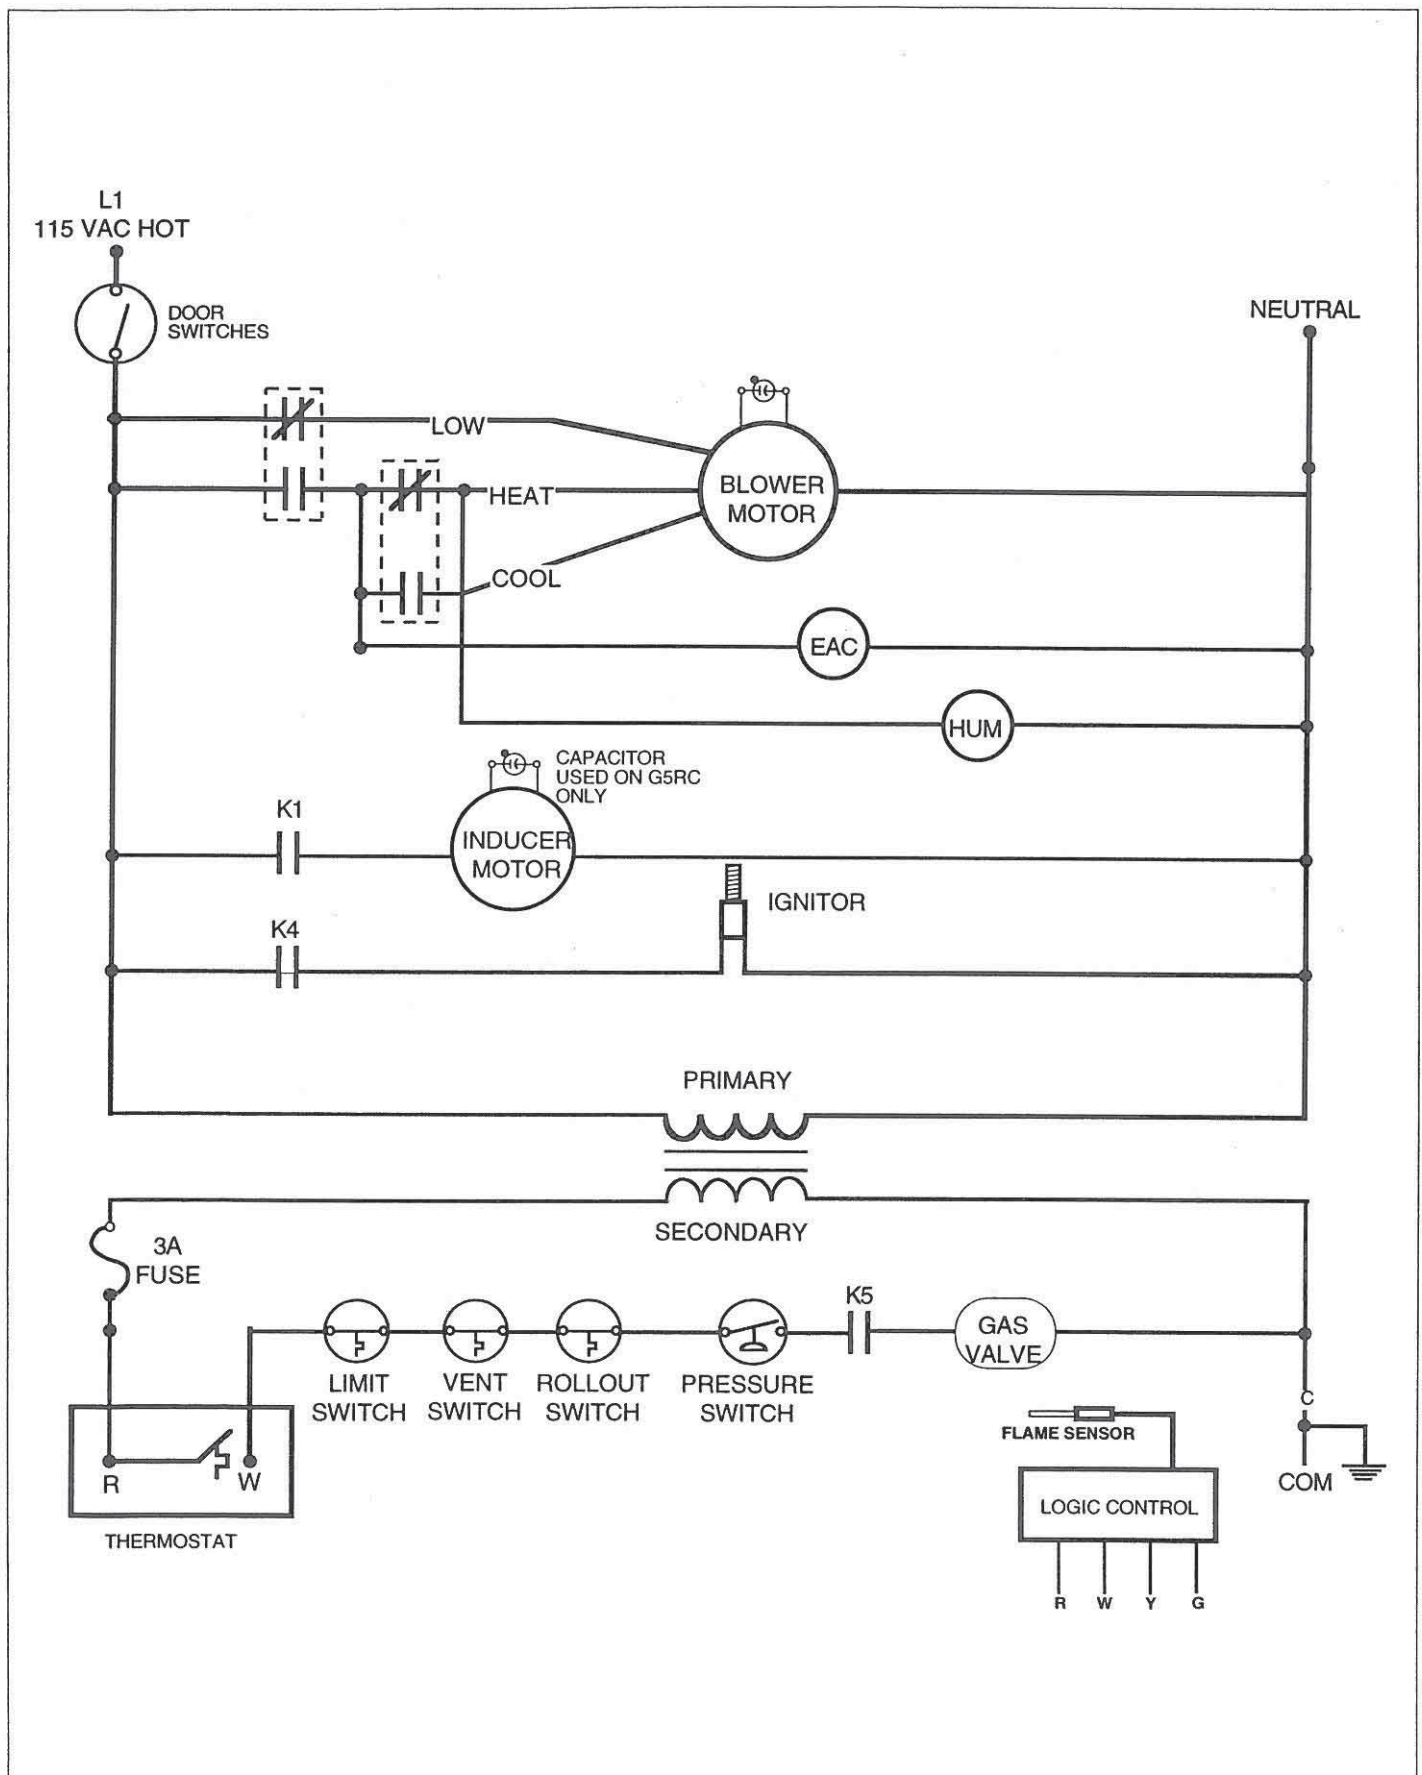 L1
115 VAC HOT
DOOR
SWITCHES
NEUTRAL
LOW
BLOWER
MOTOR
HEAT
COOL
EAC
HUM
CAPACITOR
USED ON G5RC
ONLY
K1
INDUCER
MOTOR
IGNITOR
K4
PRIMARY
SECONDARY
3A
FUSE
K5
GAS
VALVE
LIMIT
SWITCH
VENT
SWITCH
ROLLOUT
SWITCH
PRESSURE
SWITCH
C
FLAME SENSOR
R
W
COM
LOGIC CONTROL
THERMOSTAT
R W Y G